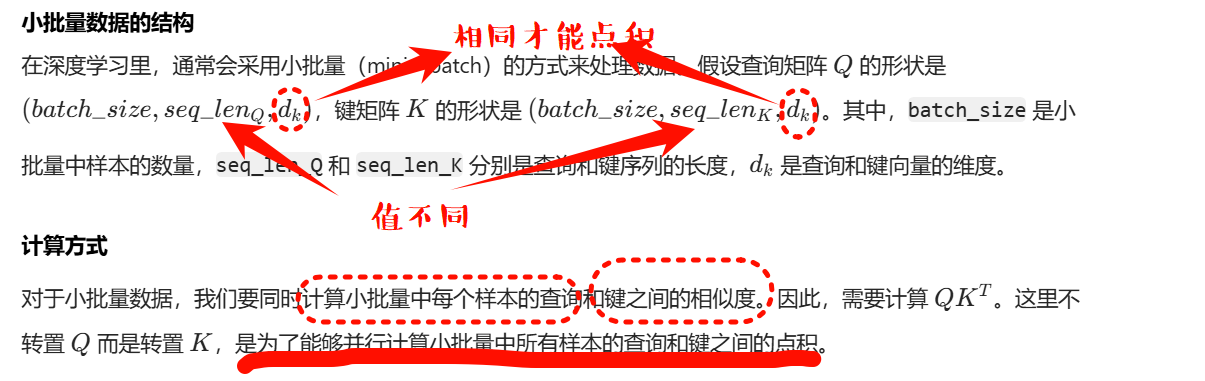 小批量数据的结构
相同才能点积
在深度学习里，通常会采用小批量（mini-batch）的方式来处理数据。假设查询矩阵 Q 的形状是
(batch_size, seq_len_Q, d_k)，键矩阵 K 的形状是 (batch_size, seq_len_K, d_k)。其中，batch_size 是小
批量中样本的数量，seq_len_Q 和 seq_len_K 分别是查询和键序列的长度，d_k 是查询和键向量的维度。
值不同
计算方式
对于小批量数据，我们要同时计算小批量中每个样本的查询和键之间的相似度。因此，需要计算 QK^T。这里不
转置 Q 而是转置 K，是为了能够并行计算小批量中所有样本的查询和键之间的点积。